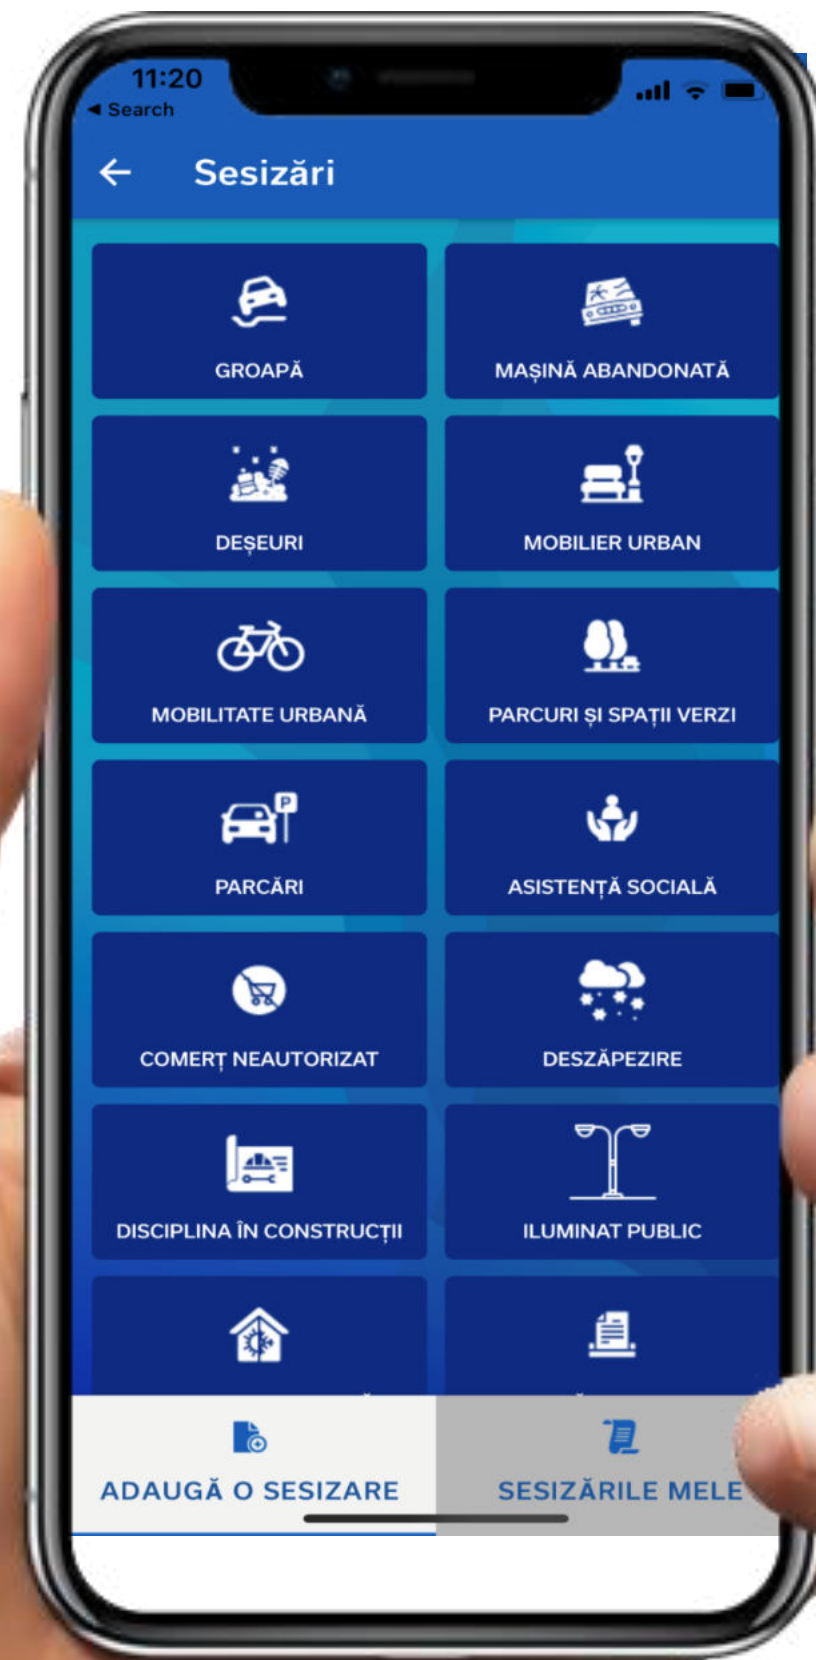 11:20
Search
Sesizări
GROAPĂ
MAȘINĂ ABANDONATĂ
DEȘEURI
MOBILIER URBAN
MOBILITATE URBANĂ
PARCURI ȘI SPAȚII VERZI
P
PARCĂRI
ASISTENȚĂ SOCIALĂ
COMERȚ NEAUTORIZAT
DESZĂPEZIRE
DISCIPLINA ÎN CONSTRUCȚII
ILUMINAT PUBLIC
ADAUGĂ O SESIZARE
SESIZĂRILE MELE